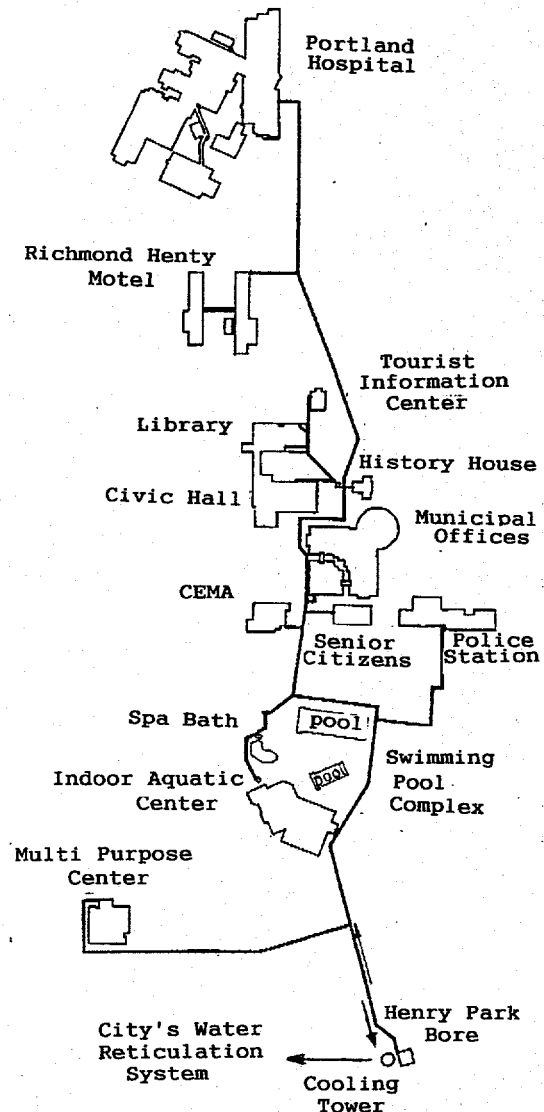 Portland
Hospital
Richmond Henty
Motel
Tourist
Information
Center
Library
History House
Civic Hall
Municipal
Offices
CEMA
Senior
Citizens
Police
Station
Spa Bath
pool
Swimming
Pool
Complex
pool
Indoor Aquatic
Center
Multi Purpose
Center
Henry Park
Bore
City's Water
Reticulation
System
Cooling
Tower